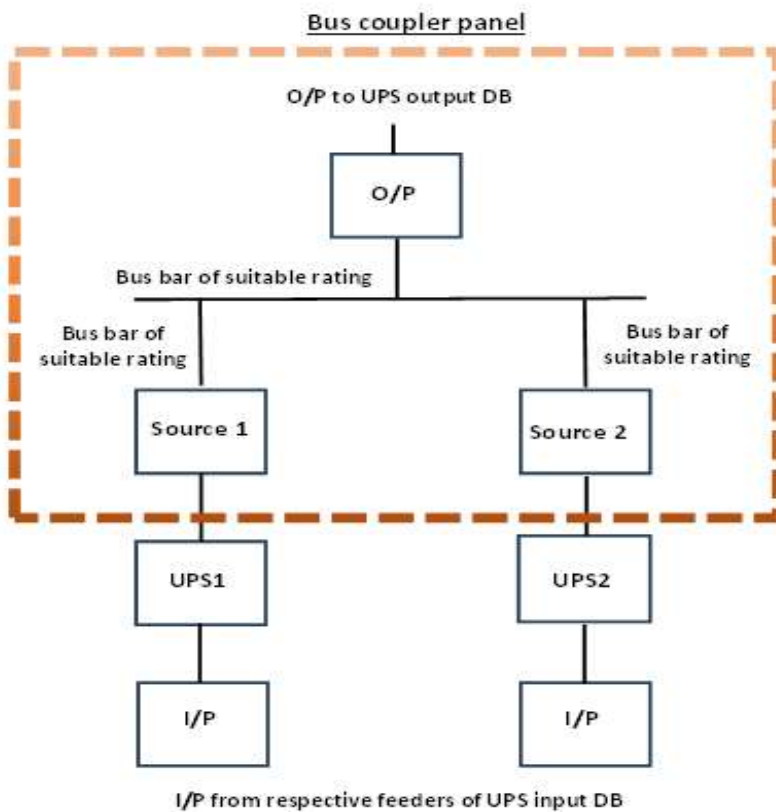 Bus coupler panel
O/P to UPS output DB
O/P
Bus bar of suitable rating
Bus bar of
suitable rating
Bus bar of
suitable rating
Source 1
Source 2
UPS1
UPS2
I/P
I/P
I/P from respective feeders of UPS input DB